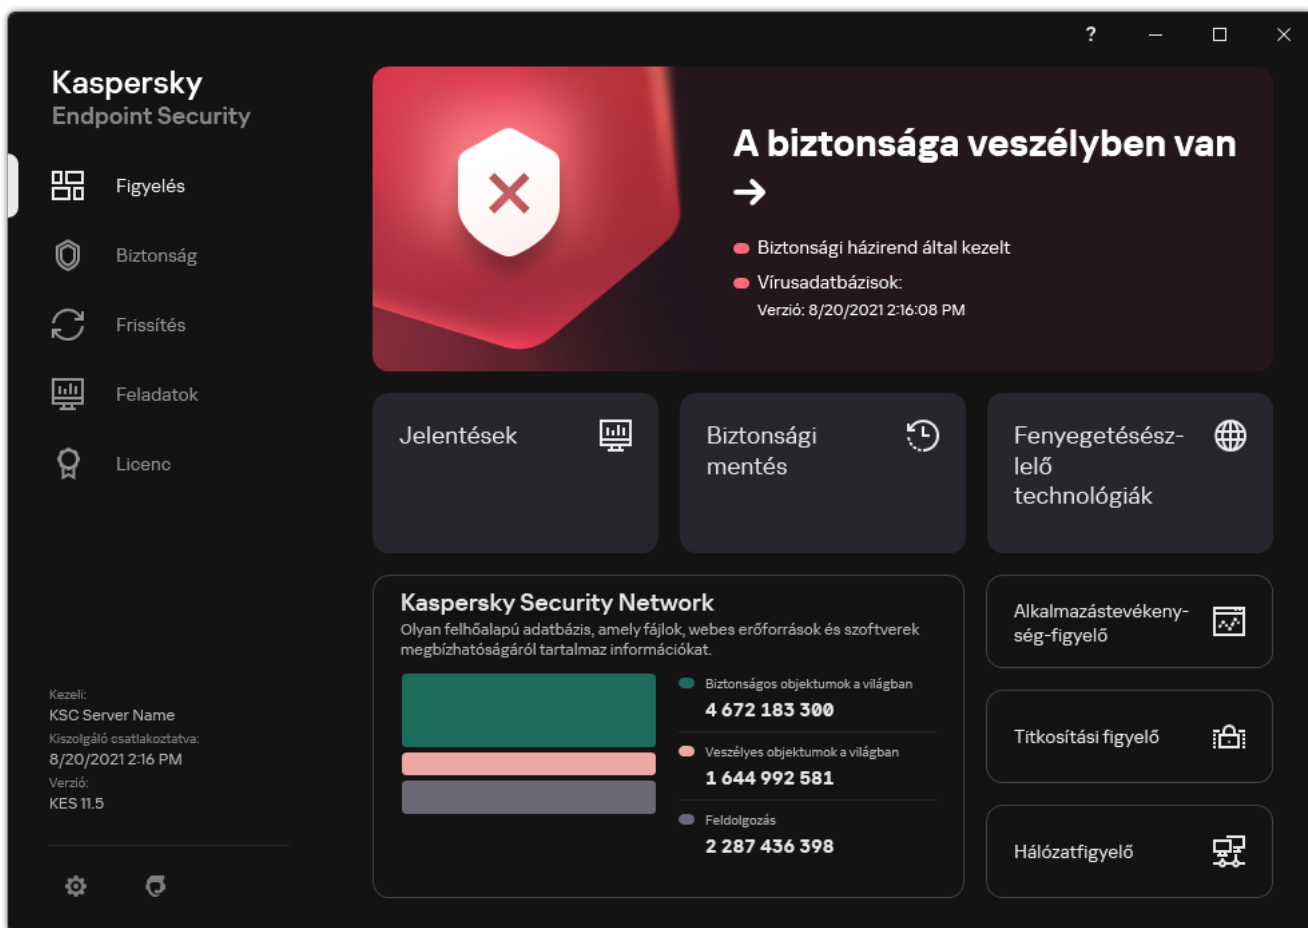 ?
Kaspersky
Endpoint Security
Figyelés
Biztonság
Frissítés
Feladatok
Licenc
Kezeli:
KSC Server Name
Kiszolgáló csatlakoztatva:
8/20/2021 2:16 PM
Verzió:
KES 11.5
A biztonsága veszélyben van
Biztonsági házirend által kezelt
Vírusadatbázisok:
Verzió: 8/20/2021 2:16:08 PM
Jelentések
Biztonsági
mentés
Fenyegetésész-
lelő
technológiák
Kaspersky Security Network
Olyan felhőalapú adatbázis, amely fájlok, webes erőforrások és szoftverek
megbízhatóságáról tartalmaz információkat.
Biztonságos objektumok a világban
4 672 183 300
Veszélyes objektumok a világban
1 644 992 581
Feldolgozás
2 287 436 398
Alkalmazástevékeny-
ség-figyelő
Titkosítási figyelő
Hálózatfigyelő